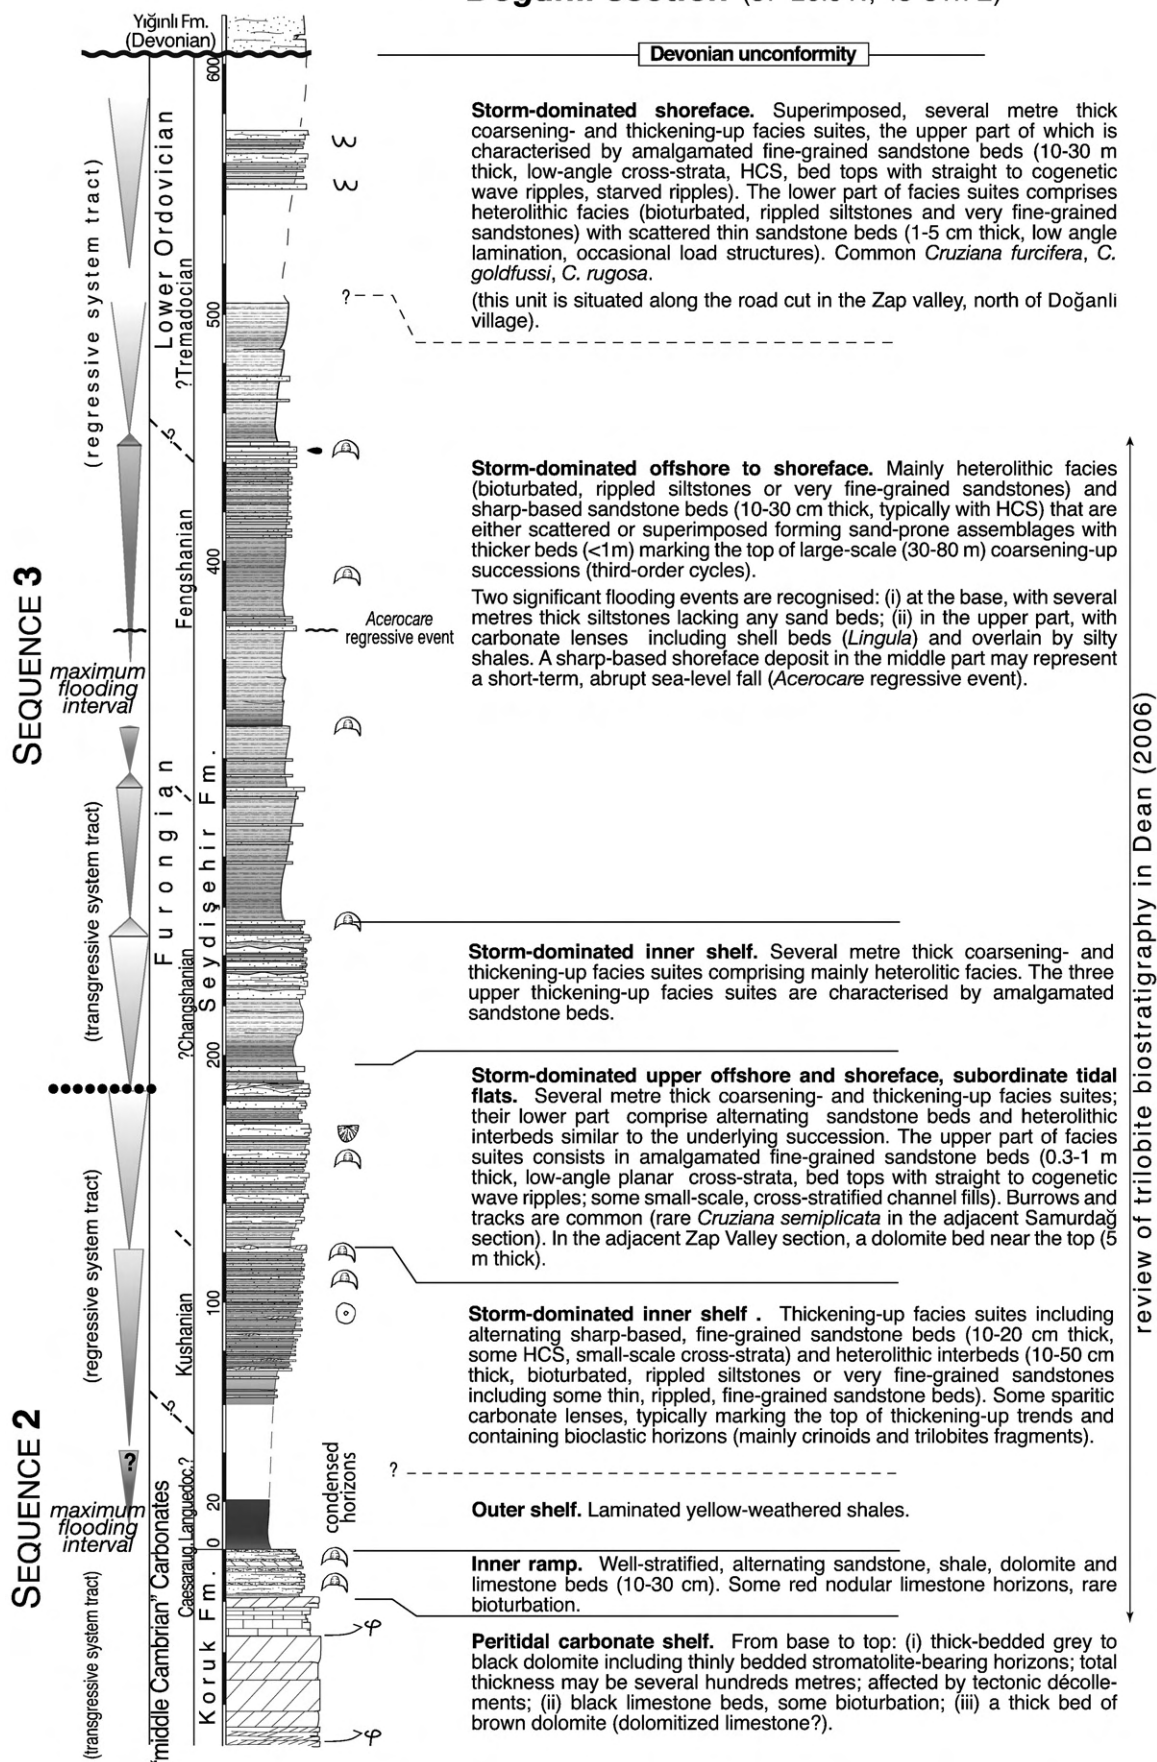 Yığınlı Fm.
(Devonian)
Devonian unconformity
600
Storm-dominated shoreface. Superimposed, several metre thick
coarsening- and thickening-up facies suites, the upper part of which is
characterised by amalgamated fine-grained sandstone beds (10-30 m
thick, low-angle cross-strata, HCS, bed tops with straight to cogenetic
wave ripples, starved ripples). The lower part of facies suites comprises
heterolithic facies (bioturbated, rippled siltstones and very fine-grained
sandstones) with scattered thin sandstone beds (1-5 cm thick, low angle
lamination, occasional load structures). Common Cruziana furcifera, C.
goldfussi, C. rugosa.
(this unit is situated along the road cut in the Zap valley, north of Doğanli
village).
(regressive system tract)
Lower Ordovician
?Tremadocian
500
?
?
Storm-dominated offshore to shoreface. Mainly heterolithic facies
(bioturbated, rippled siltstones or very fine-grained sandstones) and
sharp-based sandstone beds (10-30 cm thick, typically with HCS) that are
either scattered or superimposed forming sand-prone assemblages with
thicker beds (<1m) marking the top of large-scale (30-80 m) coarsening-up
successions (third-order cycles).
Two significant flooding events are recognised: (i) at the base, with several
metres thick siltstones lacking any sand beds; (ii) in the upper part, with
carbonate lenses including shell beds (Lingula) and overlain by silty
shales. A sharp-based shoreface deposit in the middle part may represent
a short-term, abrupt sea-level fall (Acerocare regressive event).
SEQUENCE 3
Fengshanian
400
Acerocare
regressive event
maximum
flooding
interval
Furongian
Seydişehir Fm.
(transgressive system tract)
?Changshanian
200
review of trilobite biostratigraphy in Dean (2006)
Storm-dominated inner shelf. Several metre thick coarsening- and
thickening-up facies suites comprising mainly heterolitic facies. The three
upper thickening-up facies suites are characterised by amalgamated
sandstone beds.
Storm-dominated upper offshore and shoreface, subordinate tidal
flats. Several metre thick coarsening- and thickening-up facies suites;
their lower part comprise alternating sandstone beds and heterolithic
interbeds similar to the underlying succession. The upper part of facies
suites consists in amalgamated fine-grained sandstone beds (0.3-1 m
thick, low-angle planar cross-strata, bed tops with straight to cogenetic
wave ripples; some small-scale, cross-stratified channel fills). Burrows and
tracks are common (rare Cruziana semiplicata in the adjacent Samurdağ
section). In the adjacent Zap Valley section, a dolomite bed near the top (5
m thick).
(regressive system tract)
Kushanian
100
Storm-dominated inner shelf . Thickening-up facies suites including
alternating sharp-based, fine-grained sandstone beds (10-20 cm thick,
some HCS, small-scale cross-strata) and heterolithic interbeds (10-50 cm
thick, bioturbated, rippled siltstones or very fine-grained sandstones
including some thin, rippled, fine-grained sandstone beds). Some sparitic
carbonate lenses, typically marking the top of thickening-up trends and
containing bioclastic horizons (mainly crinoids and trilobites fragments).
SEQUENCE 2
?
?
?
condensed
horizons
maximum
flooding
interval
20
0
Outer shelf. Laminated yellow-weathered shales.
Caesaraug. Languedoc.?
"middle Cambrian" Carbonates
Koruk Fm.
(transgressive system tract)
Inner ramp. Well-stratified, alternating sandstone, shale, dolomite and
limestone beds (10-30 cm). Some red nodular limestone horizons, rare
bioturbation.
φ
Peritidal carbonate shelf. From base to top: (i) thick-bedded grey to
black dolomite including thinly bedded stromatolite-bearing horizons; total
thickness may be several hundreds metres; affected by tectonic décolle-
ments; (ii) black limestone beds, some bioturbation; (iii) a thick bed of
brown dolomite (dolomitized limestone?).
φ